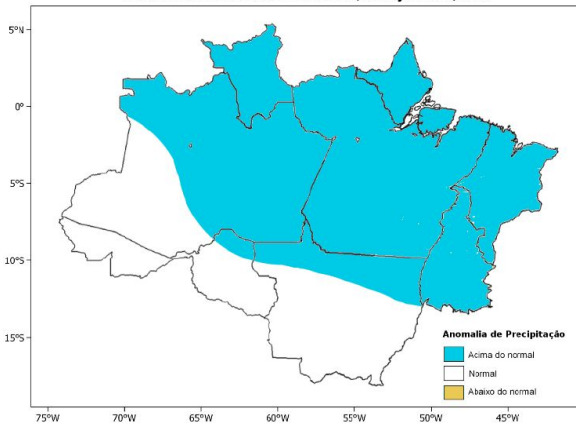 5°N
0°
5°S
10°S
15°S
75°W 70°W 65°W 60°W 55°W 50°W 45°W
Anomalia de Precipitação
Acima do normal
Normal
Abaixo do normal